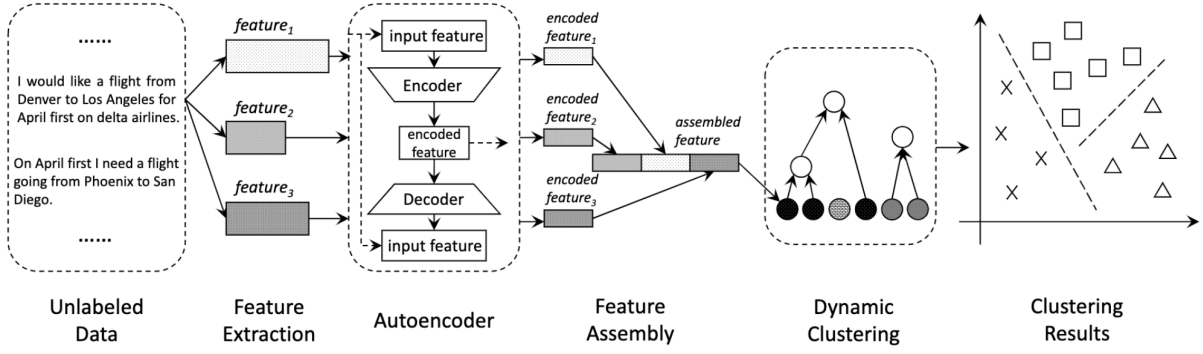 ......
I would like a flight from
Denver to Los Angeles for
April first on delta airlines.
On April first I need a flight
going from Phoenix to San
Diego.
......
feature1
feature2
feature3
input feature
Encoder
encoded
feature
Decoder
input feature
encoded
feature1
encoded
feature2
encoded
feature3
assembled
feature
Unlabeled
Data
Feature
Extraction
Autoencoder
Feature
Assembly
Dynamic
Clustering
Clustering
Results